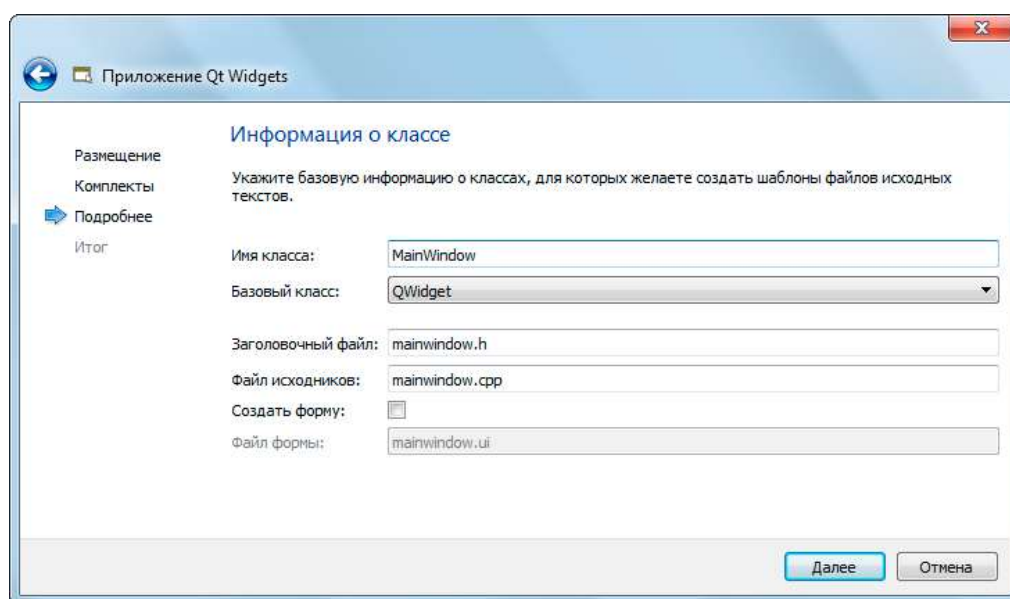 Приложение Qt Widgets
Размещение
Комплекты
Подробнее
Итог
Информация о классе
Укажите базовую информацию о классах, для которых желаете создать шаблоны файлов исходных
текстов.
Имя класса: MainWindow
Базовый класс: QWidget
Заголовочный файл: mainwindow.h
Файл исходников: mainwindow.cpp
Создать форму:
Файл формы: mainwindow.ui
Далее Отмена